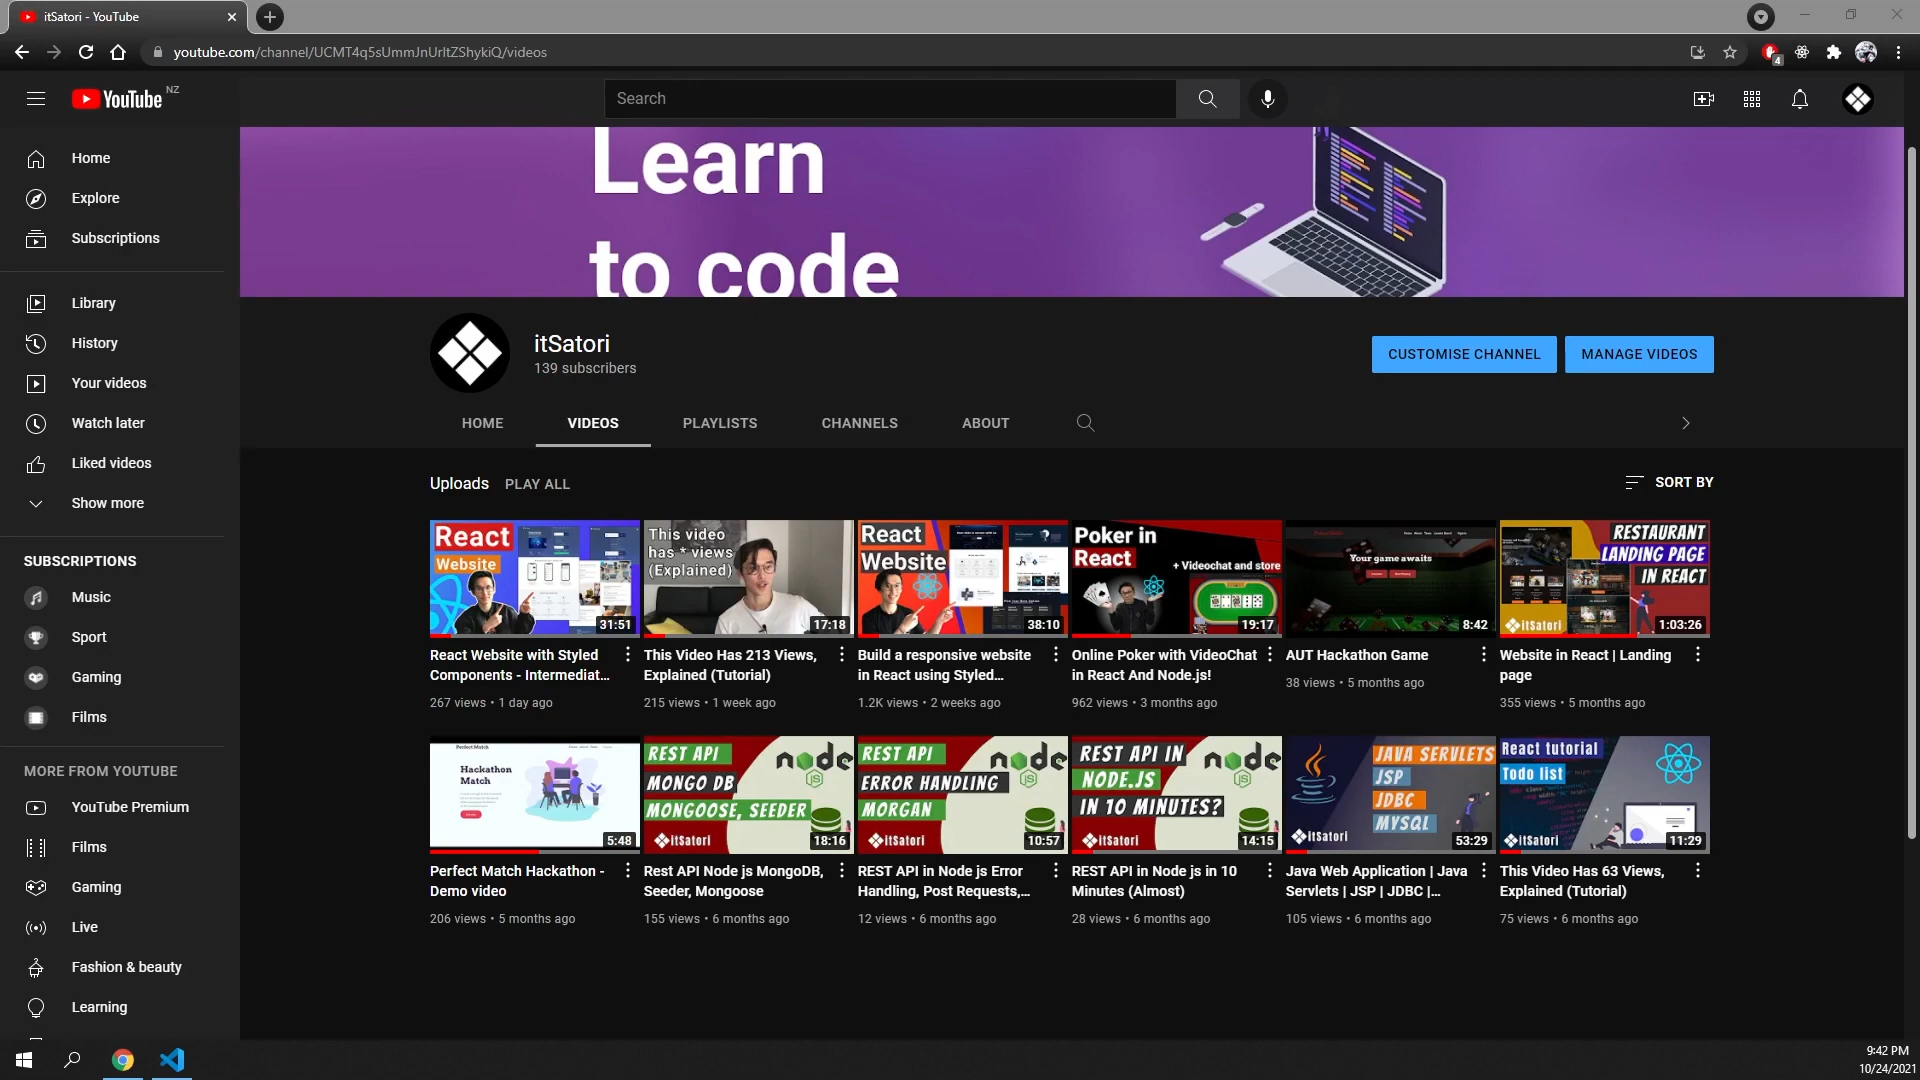 itSatori - YouTube
youtube.com/channel/UCMT4q5sUmmJnUrItZShykiQ/videos
4
YouTube NZ
Search
Home
Explore
Subscriptions
Library
History
Your videos
Watch later
Liked videos
Show more
SUBSCRIPTIONS
Music
Sport
Gaming
Films
MORE FROM YOUTUBE
YouTube Premium
Films
Gaming
Live
Fashion & beauty
Learning
Learn
to code
itSatori
139 subscribers
CUSTOMISE CHANNEL
MANAGE VIDEOS
HOME
VIDEOS
PLAYLISTS
CHANNELS
ABOUT
Uploads
PLAY ALL
SORT BY
React
Website
31:51
React Website with Styled
Components - Intermediat...
267 views • 1 day ago
This video
has * views
(Explained)
17:18
This Video Has 213 Views,
Explained (Tutorial)
215 views • 1 week ago
React
Website
38:10
Build a responsive website
in React using Styled...
1.2K views • 2 weeks ago
Poker in
React
+ Videochat and store
19:17
Online Poker with VideoChat
in React And Node.js!
962 views • 3 months ago
Your game awaits
8:42
AUT Hackathon Game
38 views • 5 months ago
RESTAURANT
LANDING PAGE
IN REACT
itSatori
1:03:26
Website in React | Landing
page
355 views • 5 months ago
Perfect Match
Hackathon
Match
5:48
Perfect Match Hackathon -
Demo video
206 views • 5 months ago
REST API
MONGO DB
MONGOOSE, SEEDER
node
JS
itSatori
18:16
Rest API Node js MongoDB,
Seeder, Mongoose
155 views • 6 months ago
REST API
ERROR HANDLING
MORGAN
node
JS
itSatori
10:57
REST API in Node js Error
Handling, Post Requests,...
12 views • 6 months ago
REST API IN
NODE.JS
IN 10 MINUTES?
node
JS
itSatori
14:15
REST API in Node js in 10
Minutes (Almost)
28 views • 6 months ago
JAVA SERVLETS
JSP
JDBC
MYSQL
itSatori
53:29
Java Web Application | Java
Servlets | JSP | JDBC |...
105 views • 6 months ago
React tutorial
Todo list
itSatori
11:29
This Video Has 63 Views,
Explained (Tutorial)
75 views • 6 months ago
9:42 PM
10/24/2021